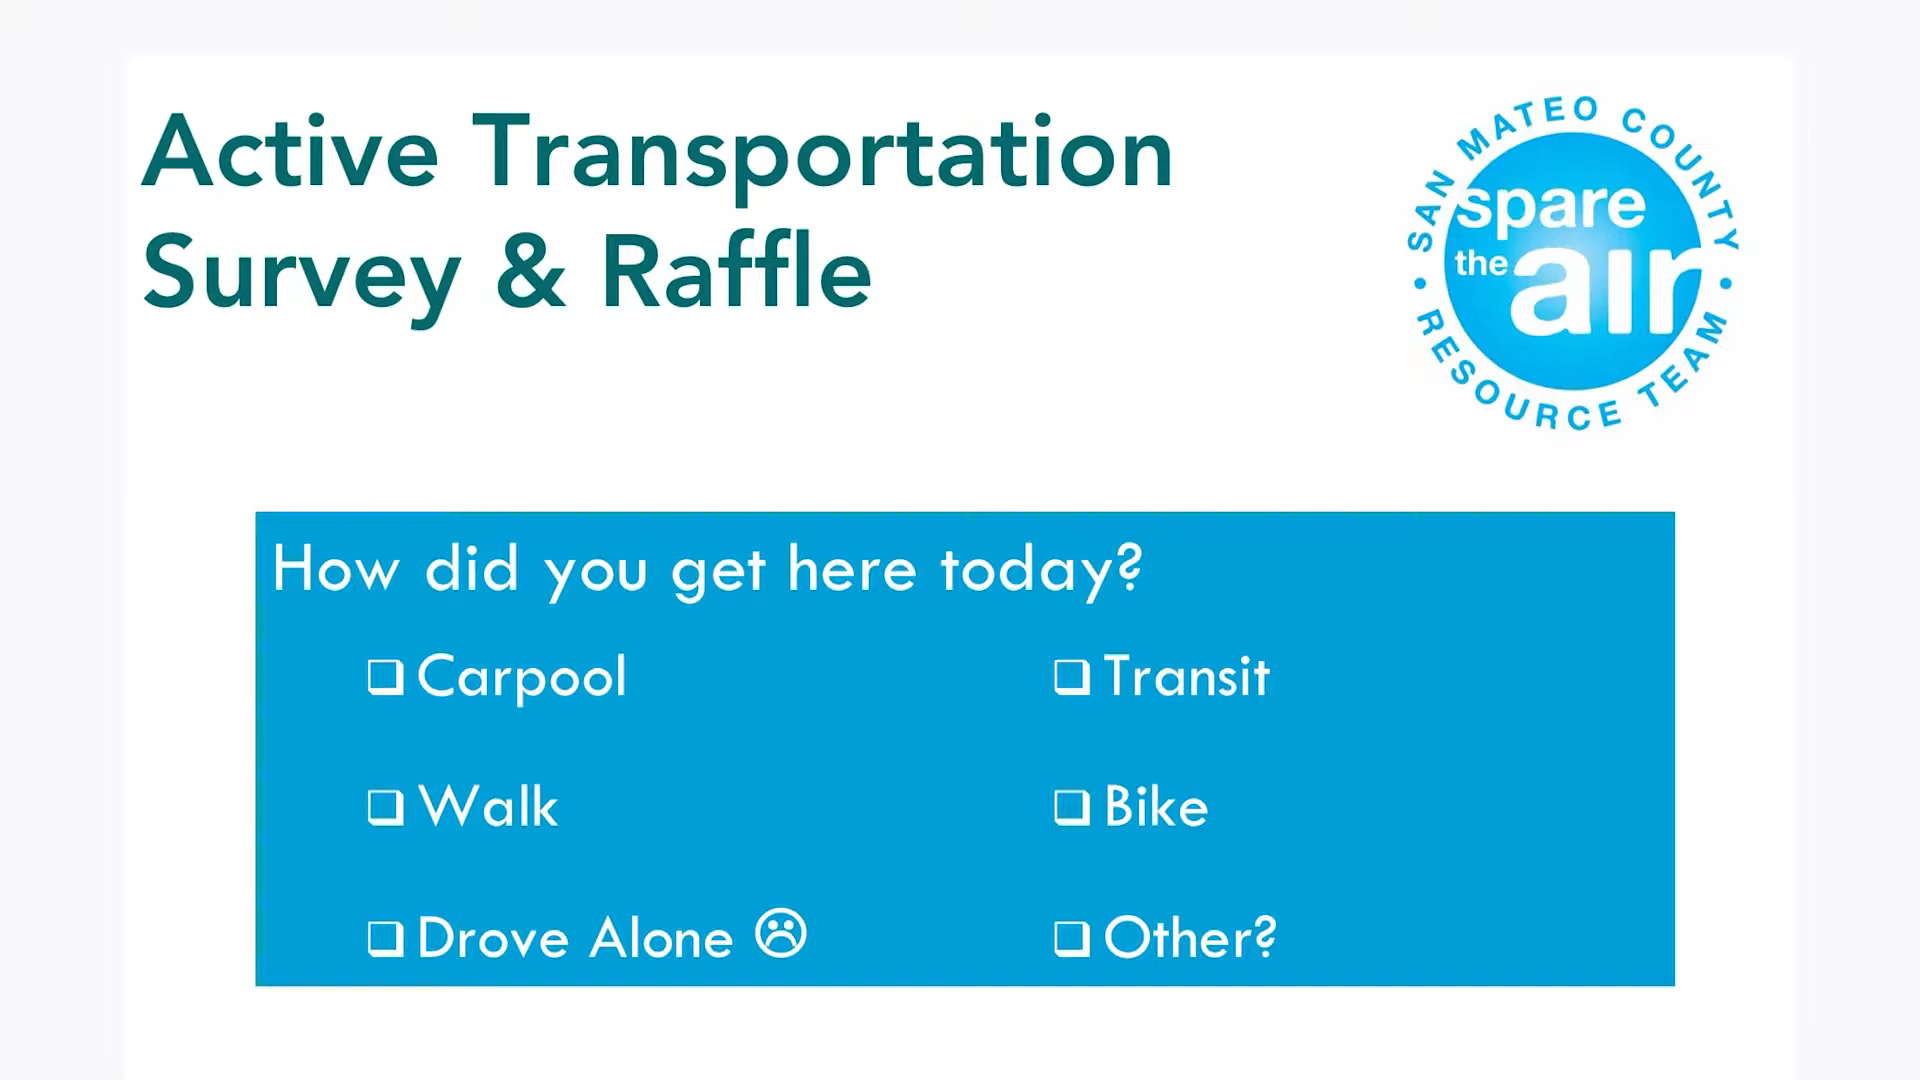 Active Transportation
Survey & Raffle
SAN MATEO COUNTY
spare
the air
RESOURCE TEAM
How did you get here today?
❑ Carpool
❑ Transit
❑ Walk
❑ Bike
❑ Drove Alone ☹
❑ Other?